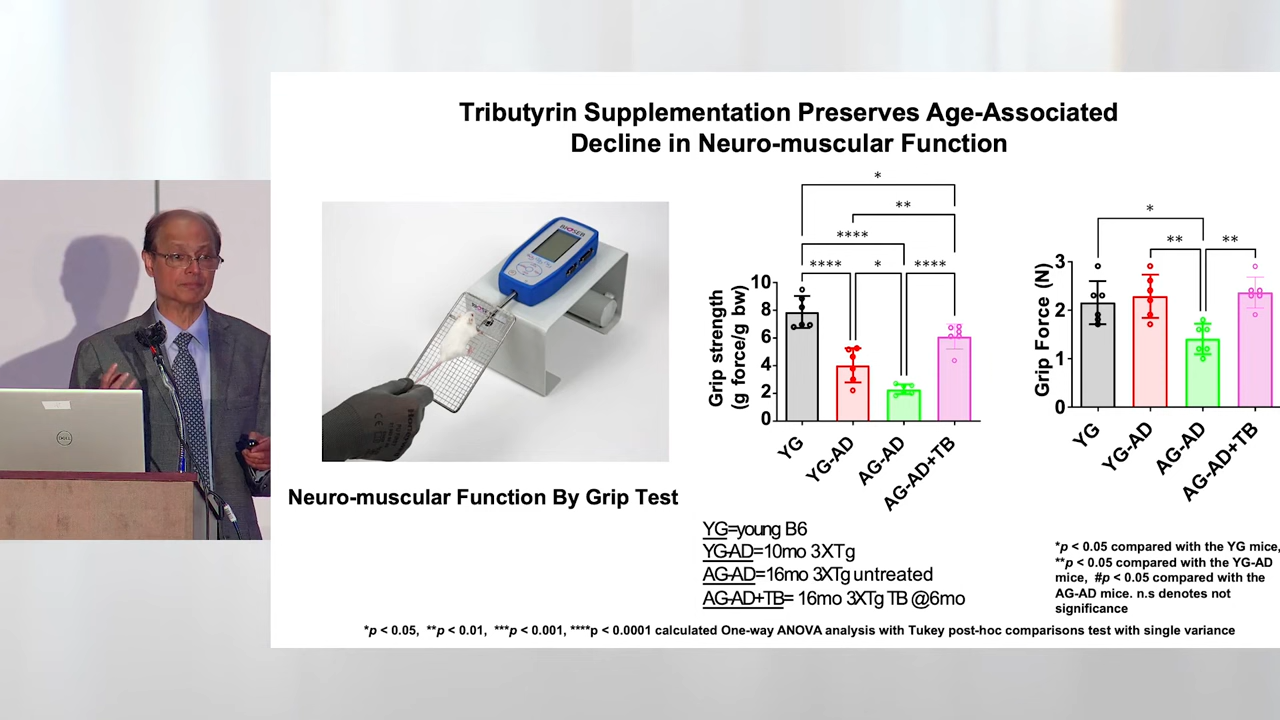 Tributyrin Supplementation Preserves Age-Associated
Decline in Neuro-muscular Function
BIOSEB
DELL
Neuro-muscular Function By Grip Test
Grip strength
(g force/g bw)
10
8
6
4
2
0
*
**
****
****
*
****
YG
YG-AD
AG-AD
AG-AD+TB
Grip Force (N)
3
2
1
0
*
**
**
YG
YG-AD
AG-AD
AG-AD+TB
YG=young B6
YG-AD=10mo 3XTg
AG-AD=16mo 3XTg untreated
AG-AD+TB= 16mo 3XTg TB @6mo
*p < 0.05 compared with the YG mice,
**p < 0.05 compared with the YG-AD
mice, #p < 0.05 compared with the
AG-AD mice. n.s denotes not
significance
*p < 0.05, **p < 0.01, ***p < 0.001, ****p < 0.0001 calculated One-way ANOVA analysis with Tukey post-hoc comparisons test with single variance